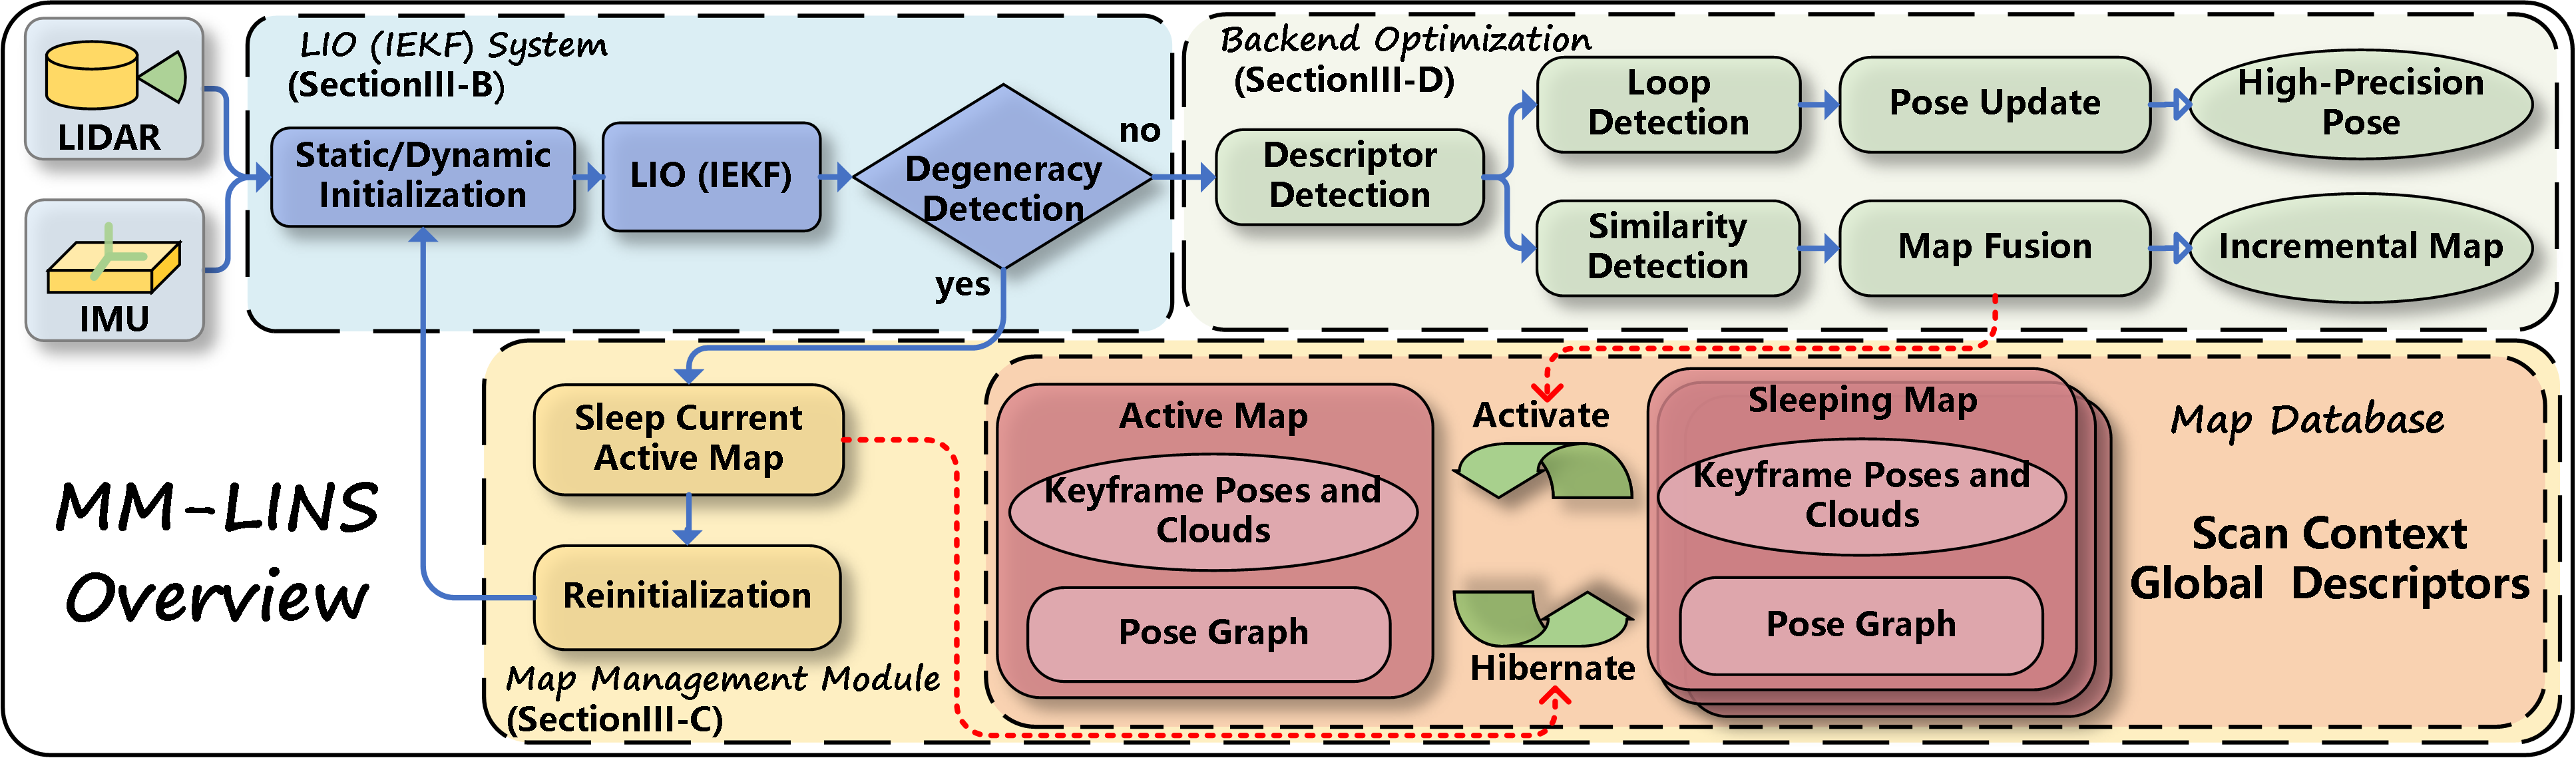 LIDAR
IMU
LIO (IEKF) System
(SectionIII-B)
Static/Dynamic
Initialization
LIO (IEKF)
Degeneracy
Detection
no
yes
Backend Optimization
(SectionIII-D)
Descriptor
Detection
Loop
Detection
Pose Update
High-Precision
Pose
Similarity
Detection
Map Fusion
Incremental Map
MM-LINS
Overview
Sleep Current
Active Map
Reinitialization
Map Management Module
(SectionIII-C)
Active Map
Keyframe Poses and
Clouds
Pose Graph
Activate
Hibernate
Sleeping Map
Keyframe Poses and
Clouds
Pose Graph
Map Database
Scan Context
Global Descriptors